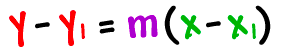 y - y₁ = m(x - x₁)